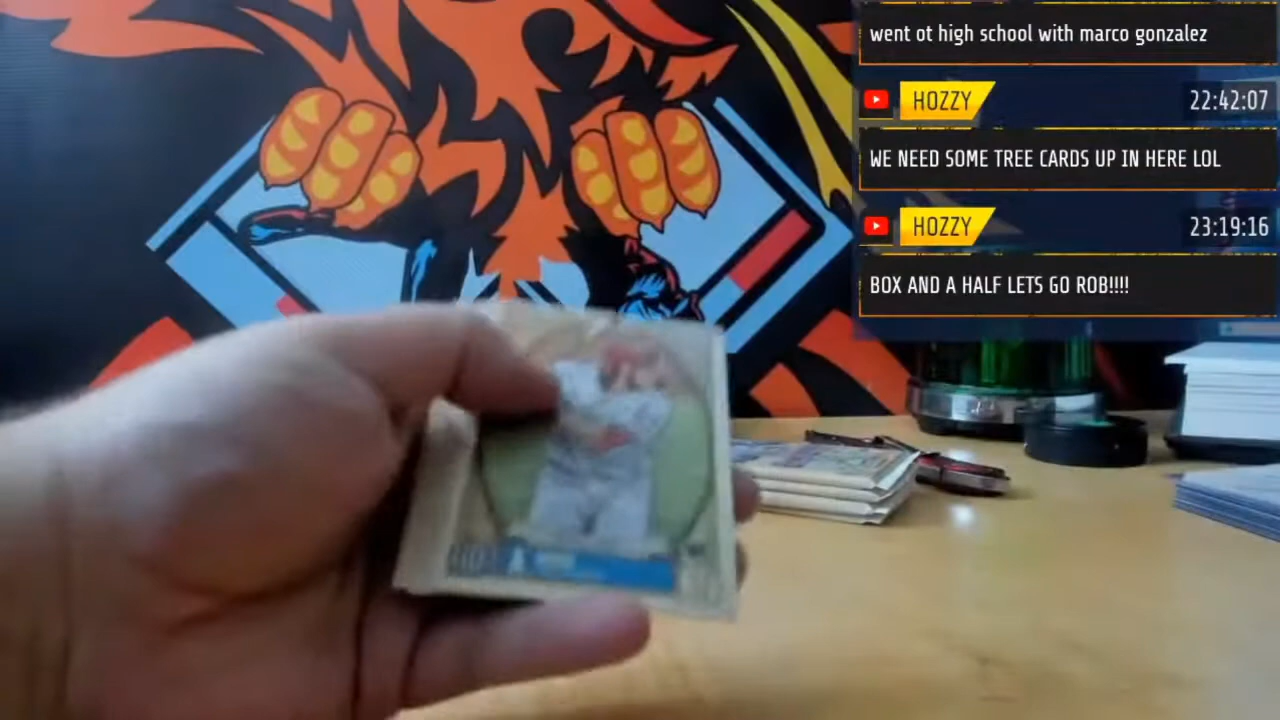 went ot high school with marco gonzalez
HOZZY
22:42:07
WE NEED SOME TREE CARDS UP IN HERE LOL
HOZZY
23:19:16
BOX AND A HALF LETS GO ROB!!!!